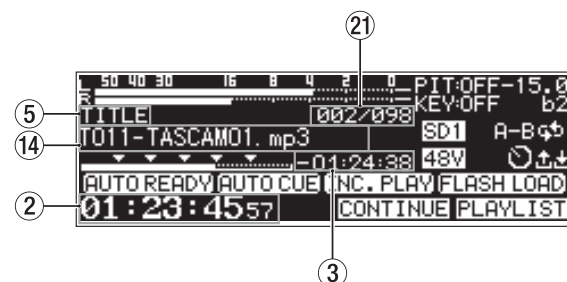 21
L 50 40 30 16 8 4 2 0 PIT:OFF-15.0
R KEY:OFF b2
5 TITLE 002/098
SD1 A-B
14 T011-TASCAM01.mp3
-01:24:38 48V
AUTO READY AUTO CUE INC. PLAY FLASH LOAD
2 01:23:4557 CONTINUE PLAYLIST
3